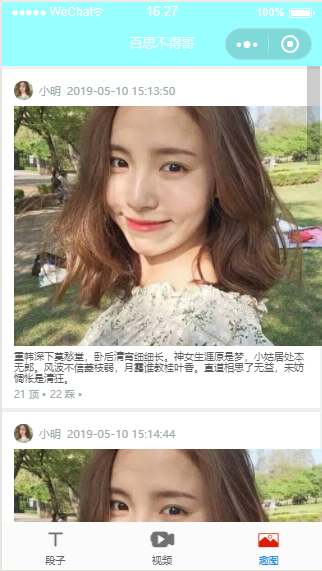 WeChat
16:27
100%
百思不得哥
小明 2019-05-10 15:13:50
重帏深下莫愁堂，卧后清宵细细长。神女生涯原是梦，小姑居处本
无郎。风波不信菱枝弱，月露谁教桂叶香。直道相思了无益，未妨
惆怅是清狂。
21 顶 • 22 踩 •
小明 2019-05-10 15:14:44
段子
视频
趣图